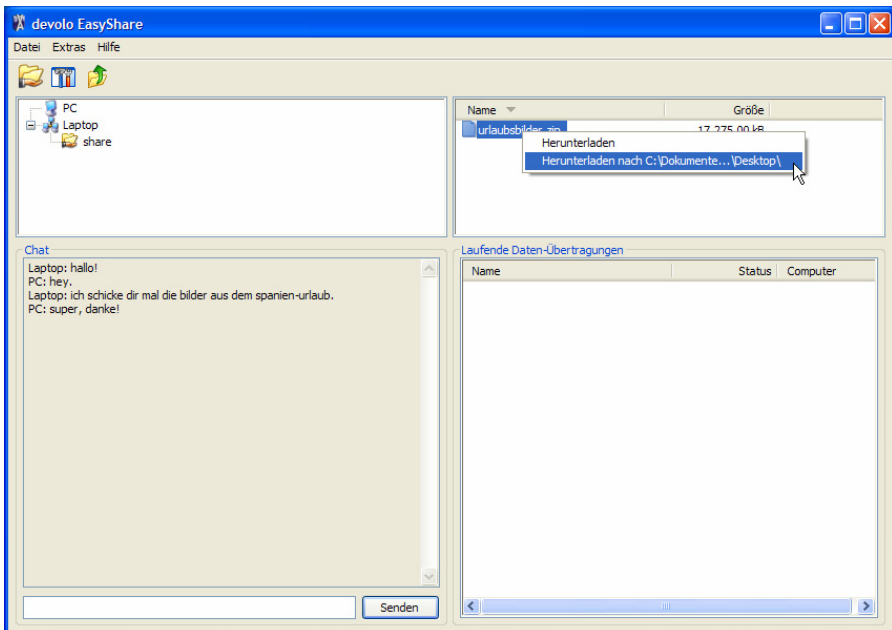 devolo EasyShare
Datei Extras Hilfe
PC
Laptop
share
Name Größe
urlaubsbilder.zip 17.275,00 kB
Herunterladen
Herunterladen nach C:\Dokumente...\Desktop\
Chat
Laptop: hallo!
PC: hey.
Laptop: ich schicke dir mal die bilder aus dem spanien-urlaub.
PC: super, danke!
Senden
Laufende Daten-Übertragungen
Name Status Computer